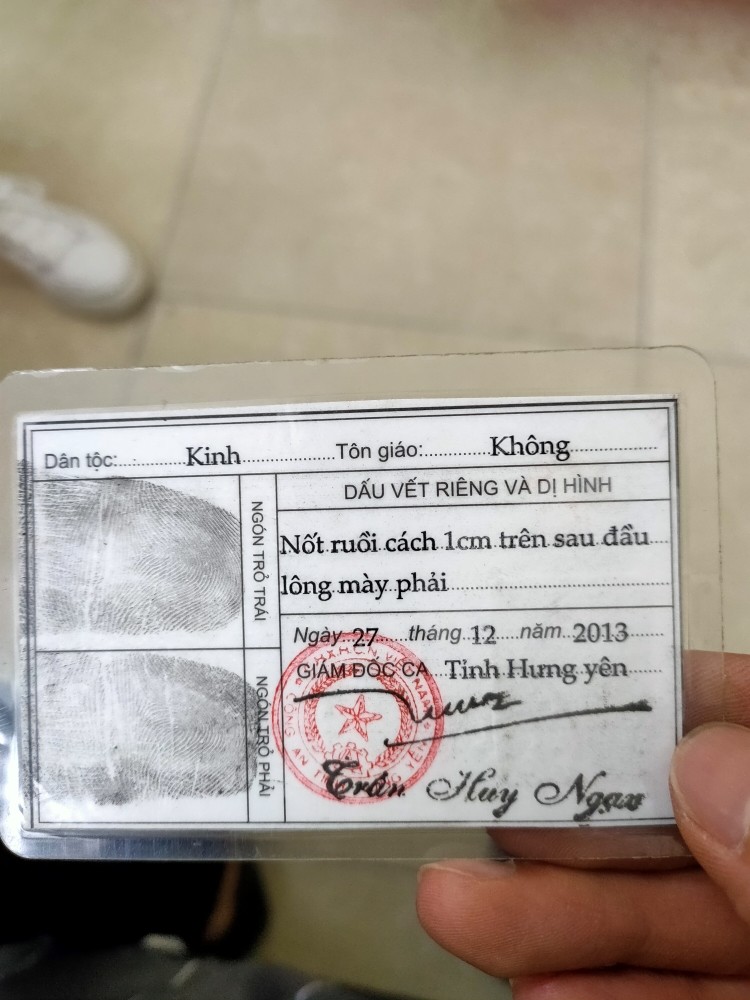 Dân tộc: Kinh Tôn giáo: Không
NGÓN TRỎ TRÁI
DẤU VẾT RIÊNG VÀ DỊ HÌNH
Nốt ruồi cách 1cm trên sau đầu
lông mày phải
NGÓN TRỎ PHẢI
Ngày 27 tháng 12 năm 2013
GIÁM ĐỐC CA Tỉnh Hưng yên
Trần Huy Ngạn